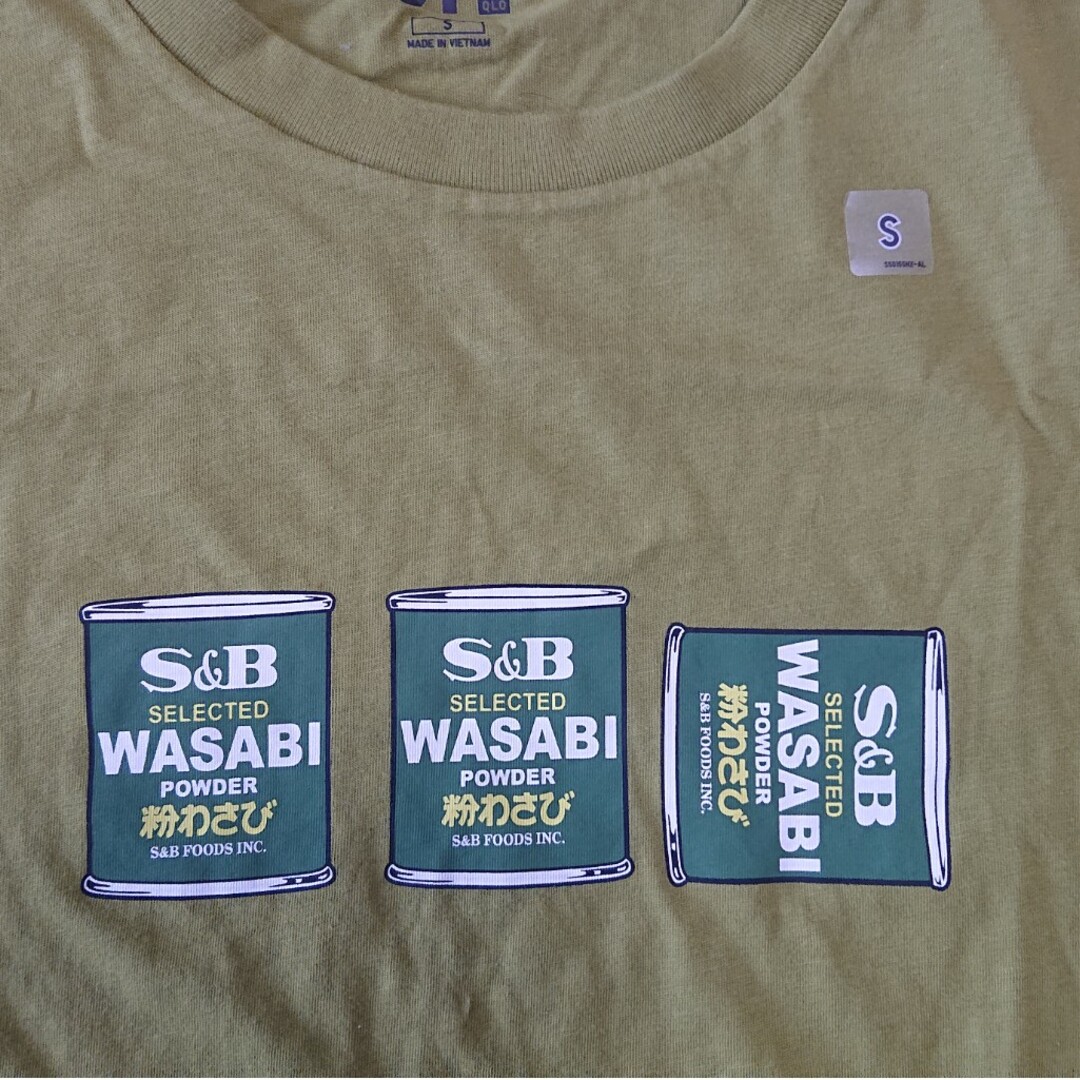 QLO
S
MADE IN VIETNAM
S
S&B
SELECTED
WASABI
POWDER
粉わさび
S&B FOODS INC.
S&B
SELECTED
WASABI
POWDER
粉わさび
S&B FOODS INC.
S&B
SELECTED
WASABI
POWDER
粉わさび
S&B FOODS INC.